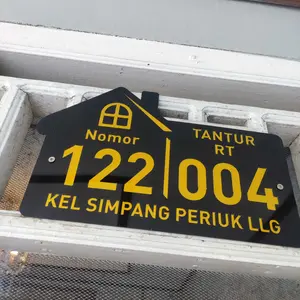 Nomor TANTUR
RT
122 004
KEL SIMPANG PERIUK LLG